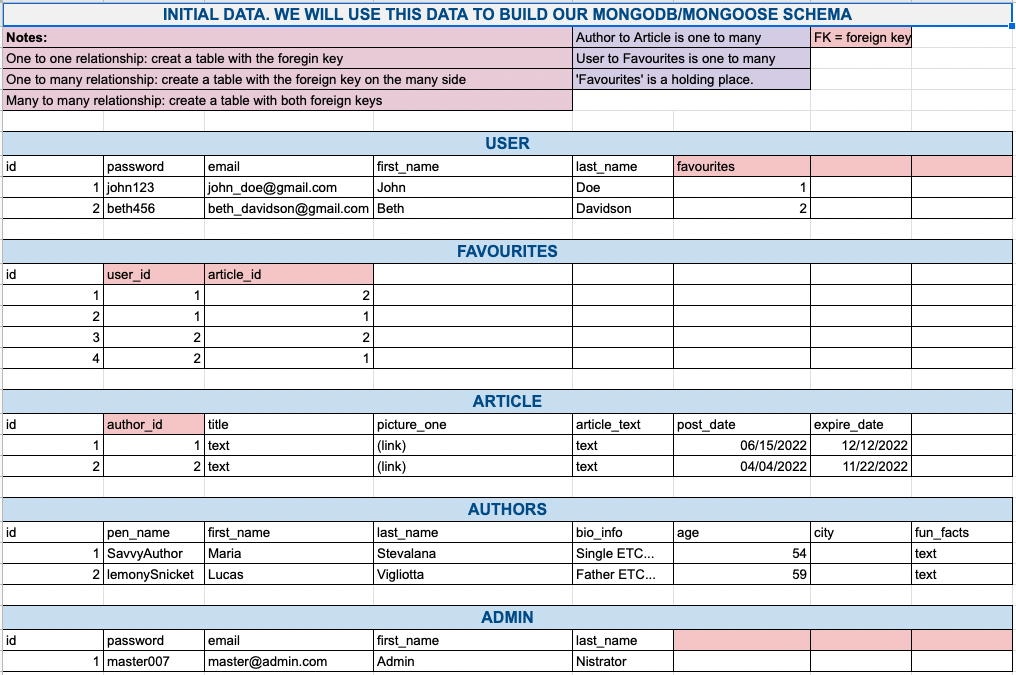 INITIAL DATA. WE WILL USE THIS DATA TO BUILD OUR MONGODB/MONGOOSE SCHEMA
Notes: Author to Article is one to many FK = foreign key
One to one relationship: creat a table with the foregin key User to Favourites is one to many
One to many relationship: create a table with the foreign key on the many side 'Favourites' is a holding place.
Many to many relationship: create a table with both foreign keys
USER
id password email first_name last_name favourites
1 john123 john_doe@gmail.com John Doe 1
2 beth456 beth_davidson@gmail.com Beth Davidson 2
FAVOURITES
id user_id article_id
1 1 2
2 1 1
3 2 2
4 2 1
ARTICLE
id author_id title picture_one article_text post_date expire_date
1 1 text (link) text 06/15/2022 12/12/2022
2 2 text (link) text 04/04/2022 11/22/2022
AUTHORS
id pen_name first_name last_name bio_info age city fun_facts
1 SavvyAuthor Maria Stevalana Single ETC... 54 text
2 lemonySnicket Lucas Vigliotta Father ETC... 59 text
ADMIN
id password email first_name last_name
1 master007 master@admin.com Admin Nistrator